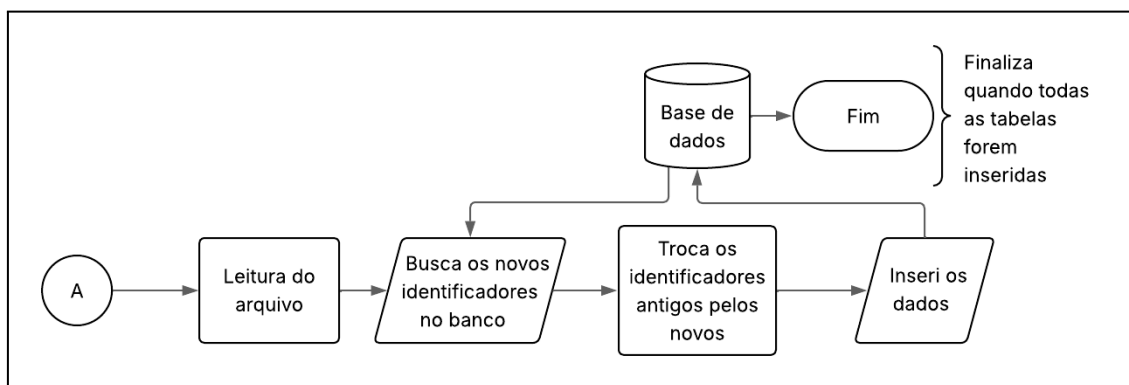 A
Leitura do
arquivo
Busca os novos
identificadores
no banco
Troca os
identificadores
antigos pelos
novos
Inseri os
dados
Base de
dados
Fim
Finaliza
quando todas
as tabelas
forem
inseridas